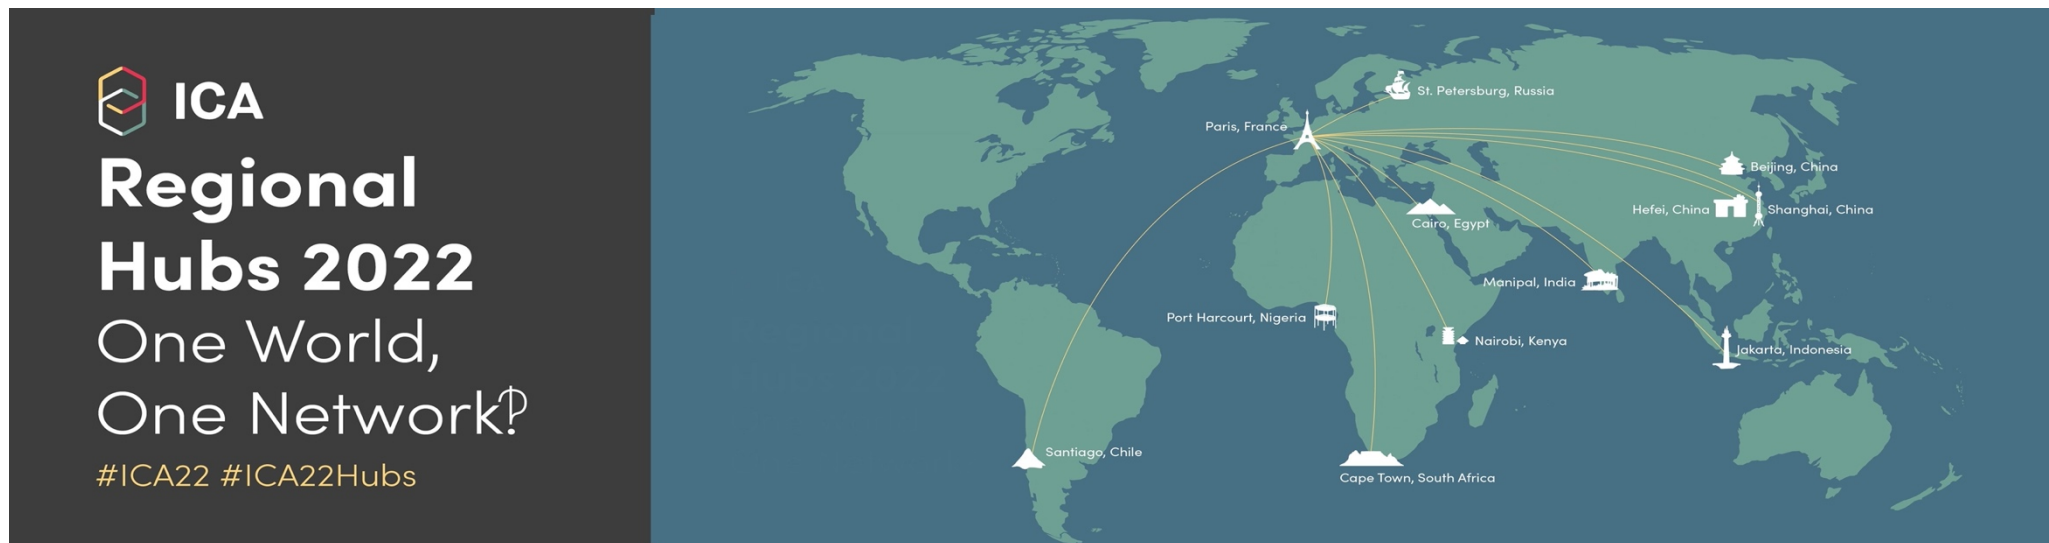 ICA
Regional
Hubs 2022
One World,
One Network‽
#ICA22 #ICA22Hubs
St. Petersburg, Russia
Paris, France
Beijing, China
Hefei, China
Shanghai, China
Cairo, Egypt
Manipal, India
Port Harcourt, Nigeria
Nairobi, Kenya
Jakarta, Indonesia
Santiago, Chile
Cape Town, South Africa